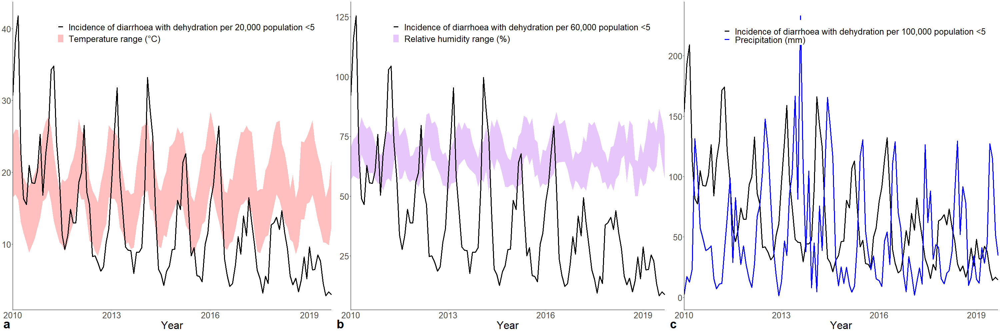 40
30
20
10
Incidence of diarrhoea with dehydration per 20,000 population <5
Temperature range (°C)
2010 2013 2016 2019
Year
a
125
100
75
50
25
Incidence of diarrhoea with dehydration per 60,000 population <5
Relative humidity range (%)
2010 2013 2016 2019
Year
b
200
150
100
50
0
Incidence of diarrhoea with dehydration per 100,000 population <5
Precipitation (mm)
2010 2013 2016 2019
Year
c